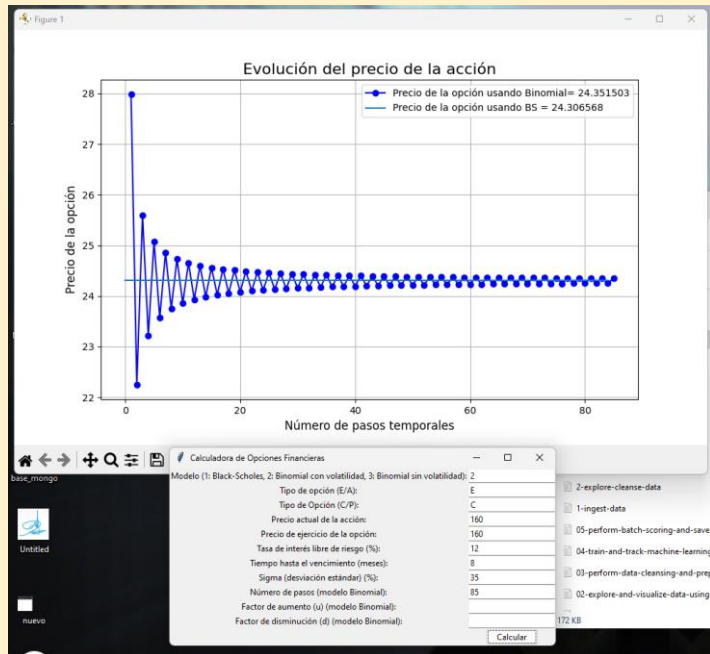 Figure 1
Evolución del precio de la acción
Precio de la opción usando Binomial= 24.351503
Precio de la opción usando BS = 24.306568
Precio de la opción
28
27
26
25
24
23
22
0 20 40 60 80
Número de pasos temporales
Calculadora de Opciones Financieras
Modelo (1: Black-Scholes, 2: Binomial con volatilidad, 3: Binomial sin volatilidad): 2
Tipo de opción (E/A): E
Tipo de Opción (C/P): C
Precio actual de la acción: 160
Precio de ejercicio de la opción: 160
Tasa de interés libre de riesgo (%): 12
Tiempo hasta el vencimiento (meses): 8
Sigma (desviación estándar) (%): 35
Número de pasos (modelo Binomial): 85
Factor de aumento (u) (modelo Binomial):
Factor de disminución (d) (modelo Binomial):
Calcular
base_mongo
Untitled
nuevo
2-explore-cleanse-data
1-ingest-data
05-perform-batch-scoring-and-save
04-train-and-track-machine-learning
03-perform-data-cleansing-and-prep
02-explore-and-visualize-data-using
172 KB